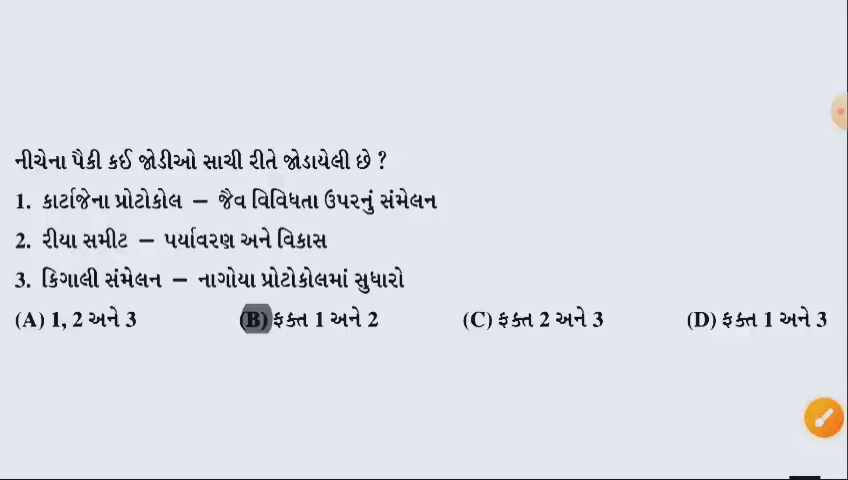 નીચેના પૈકી કઈ જોડીઓ સાચી રીતે જોડાયેલી છે ?
1. કાર્ટાજેના પ્રોટોકોલ – જૈવ વિવિધતા ઉપરનું સંમેલન
2. રીયા સમીટ – પર્યાવરણ અને વિકાસ
3. કિગાલી સંમેલન – નાગોયા પ્રોટોકોલમાં સુધારો
(A) 1, 2 અને 3 (B) ફક્ત 1 અને 2 (C) ફક્ત 2 અને 3 (D) ફક્ત 1 અને 3